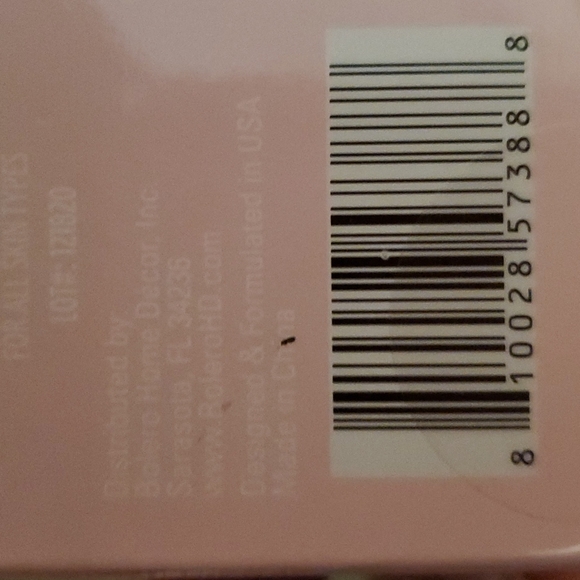 FOR ALL SKIN TYPES
LOT#: 121820
Distributed by
Bolero Home Decor, Inc.
Sarasota, FL 34236
www.BoleroHD.com
Designed & Formulated in USA
Made in China
8 10028 57388 8